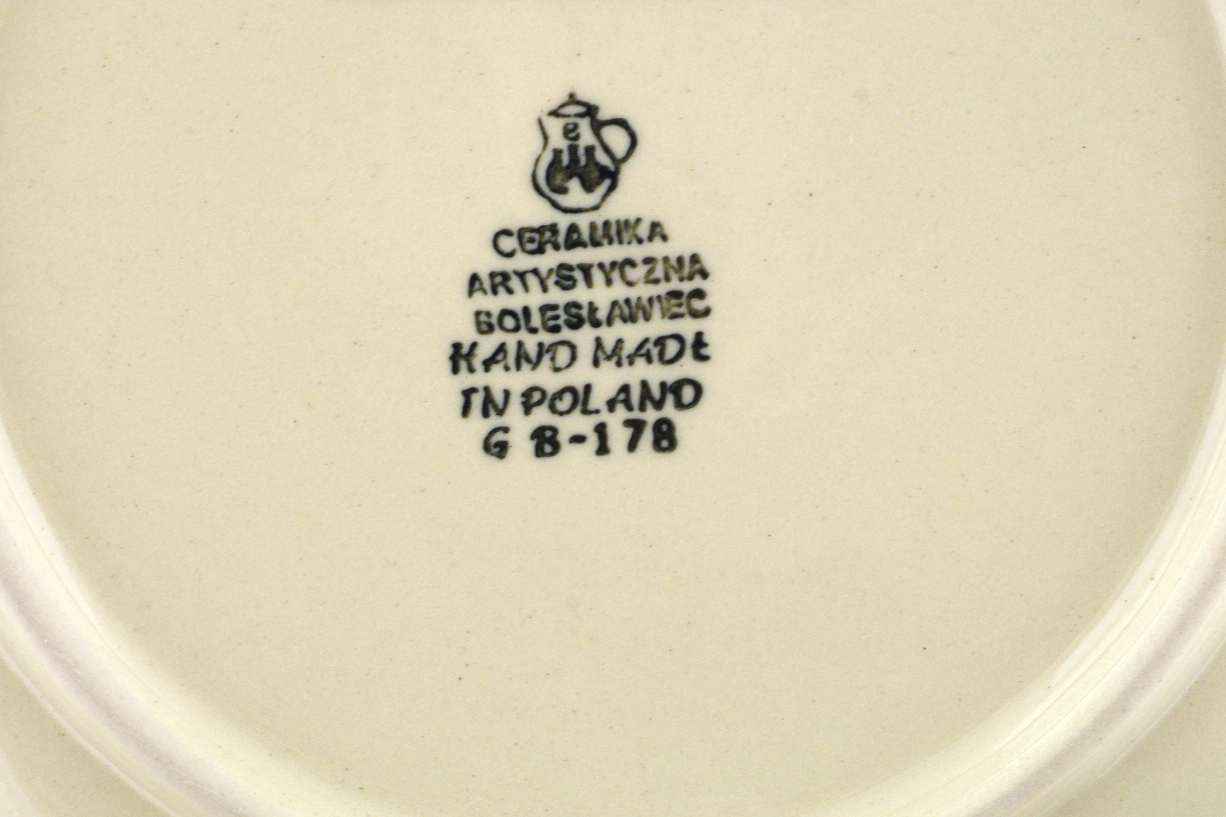 e
CERAMIKA
ARTYSTYCZNA
BOLESŁAWIEC
HAND MADE
IN POLAND
G B-178